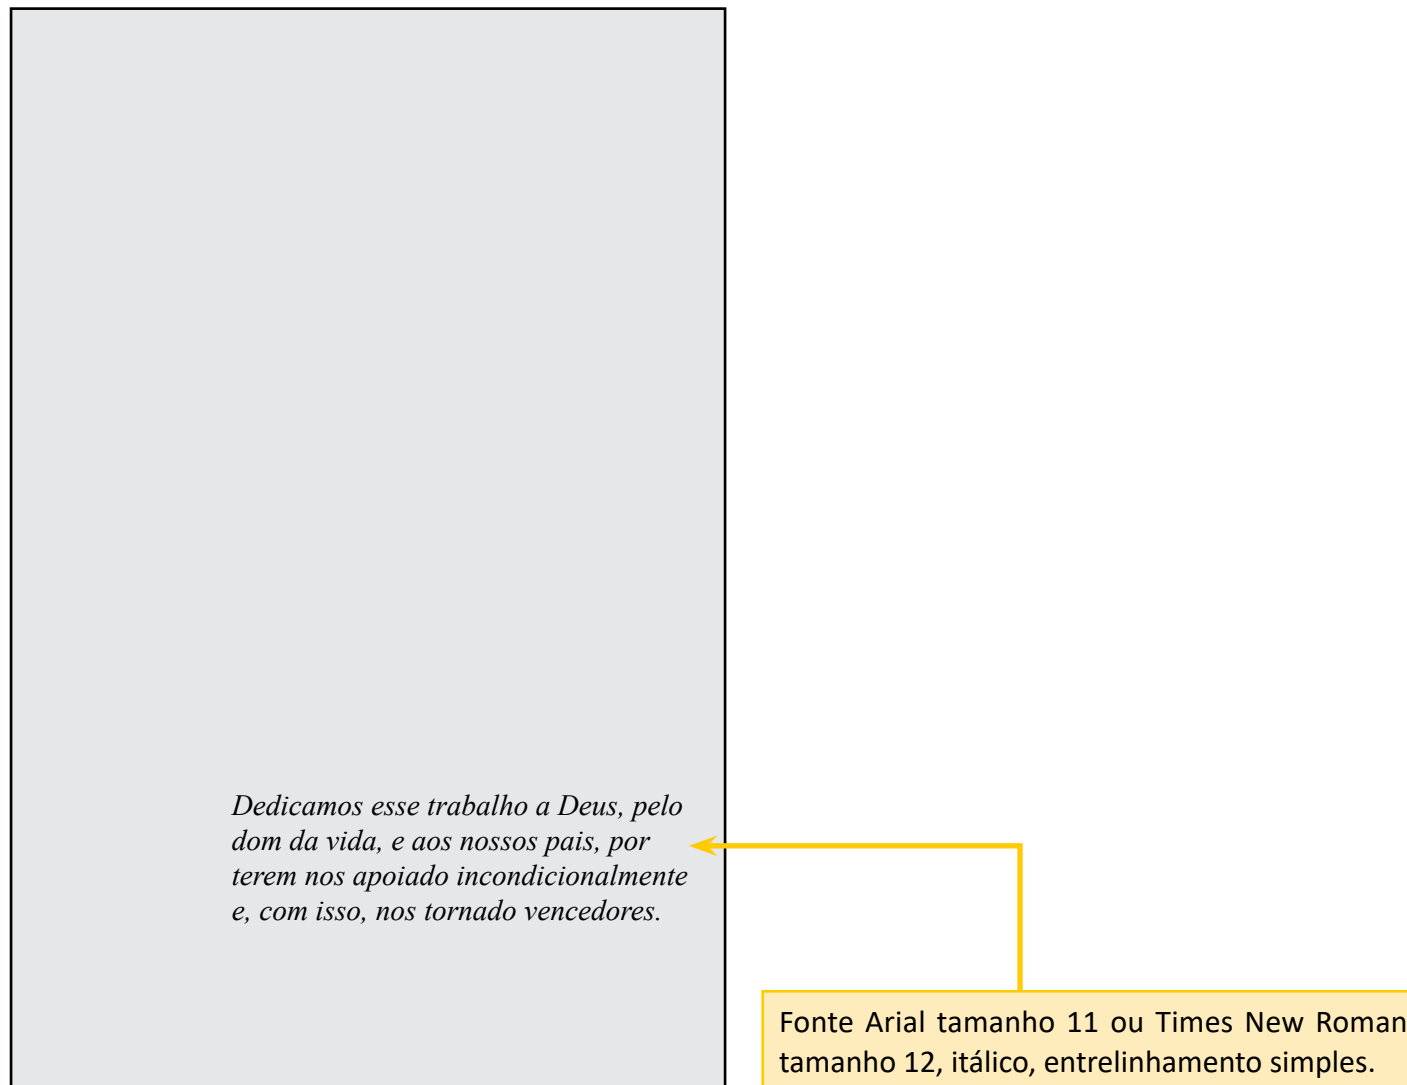 Dedicamos esse trabalho a Deus, pelo
dom da vida, e aos nossos pais, por
terem nos apoiado incondicionalmente
e, com isso, nos tornado vencedores.
Fonte Arial tamanho 11 ou Times New Roman
tamanho 12, itálico, entrelinhamento simples.